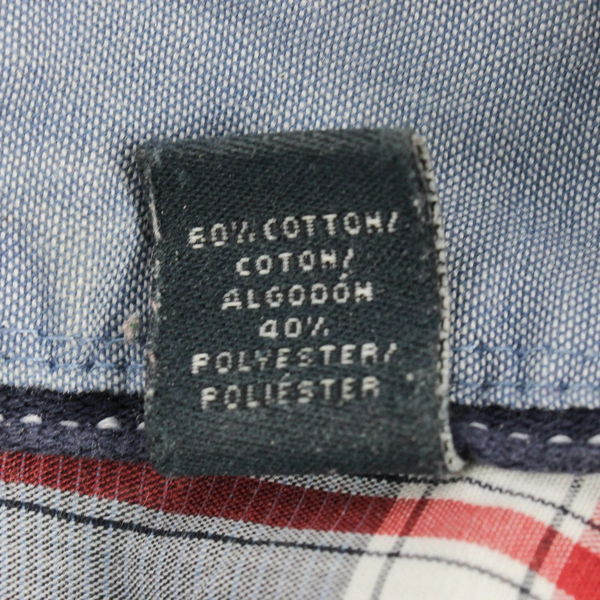 60% COTTON/
COTON/
ALGODÓN
40%
POLYESTER/
POLIÉSTER